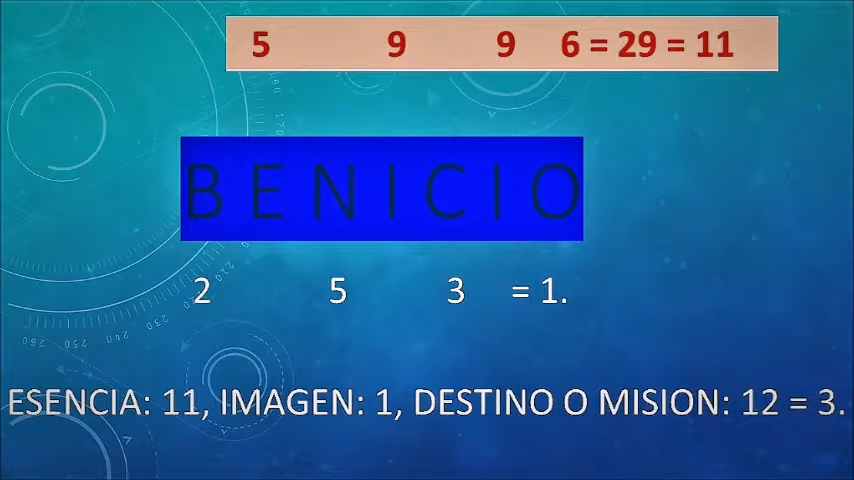 5 9 9 6 = 29 = 11
B E N I C I O
2 5 3 = 1.
ESENCIA: 11, IMAGEN: 1, DESTINO O MISION: 12 = 3.